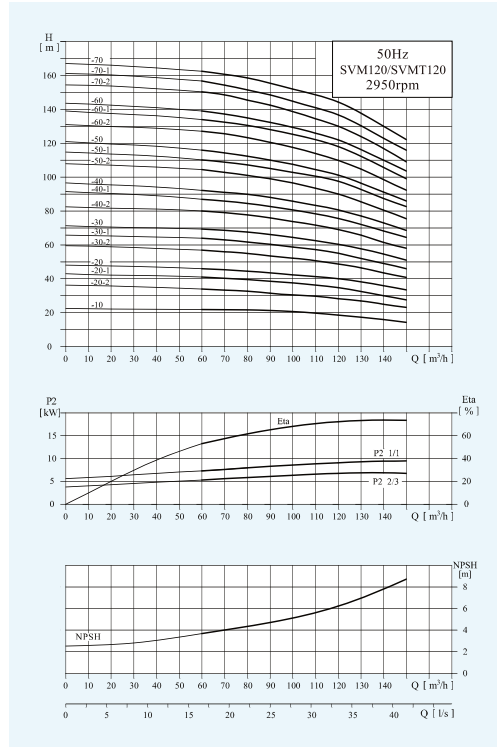 H
[ m ]
50Hz
SVM120/SVMT120
2950rpm
-70
-70-1
-70-2
-60
-60-1
-60-2
-50
-50-1
-50-2
-40
-40-1
-40-2
-30
-30-1
-30-2
-20
-20-1
-20-2
-10
160
140
120
100
80
60
40
20
0
0 10 20 30 40 50 60 70 80 90 100 110 120 140 Q [ m³/h ]
P2
[kW]
Eta
[ % ]
15
10
5
0
60
40
20
0
Eta
P2 1/1
P2 2/3
0 10 20 30 40 50 60 70 80 90 100 110 120 140 Q [ m³/h ]
NPSH
[m]
8
6
4
2
0
NPSH
0 10 20 30 40 50 60 70 80 90 100 110 120 140 Q [ m³/h ]
0 5 10 15 20 25 30 35 40 Q [ l/s ]